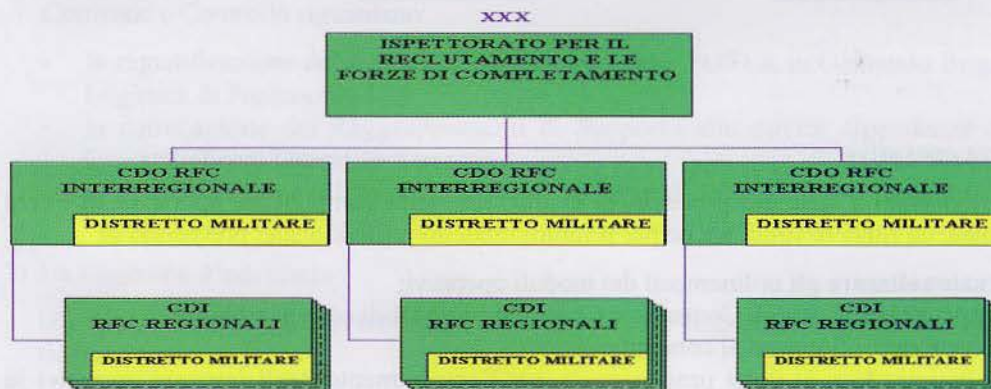 XXX
ISPETTORATO PER IL
RECLUTAMENTO E LE
FORZE DI COMPLETAMENTO
CDO RFC
INTERREGIONALE
DISTRETTO MILITARE
CDO RFC
INTERREGIONALE
DISTRETTO MILITARE
CDO RFC
INTERREGIONALE
DISTRETTO MILITARE
CDI
RFC REGIONALI
DISTRETTO MILITARE
CDI
RFC REGIONALI
DISTRETTO MILITARE
CDI
RFC REGIONALI
DISTRETTO MILITARE